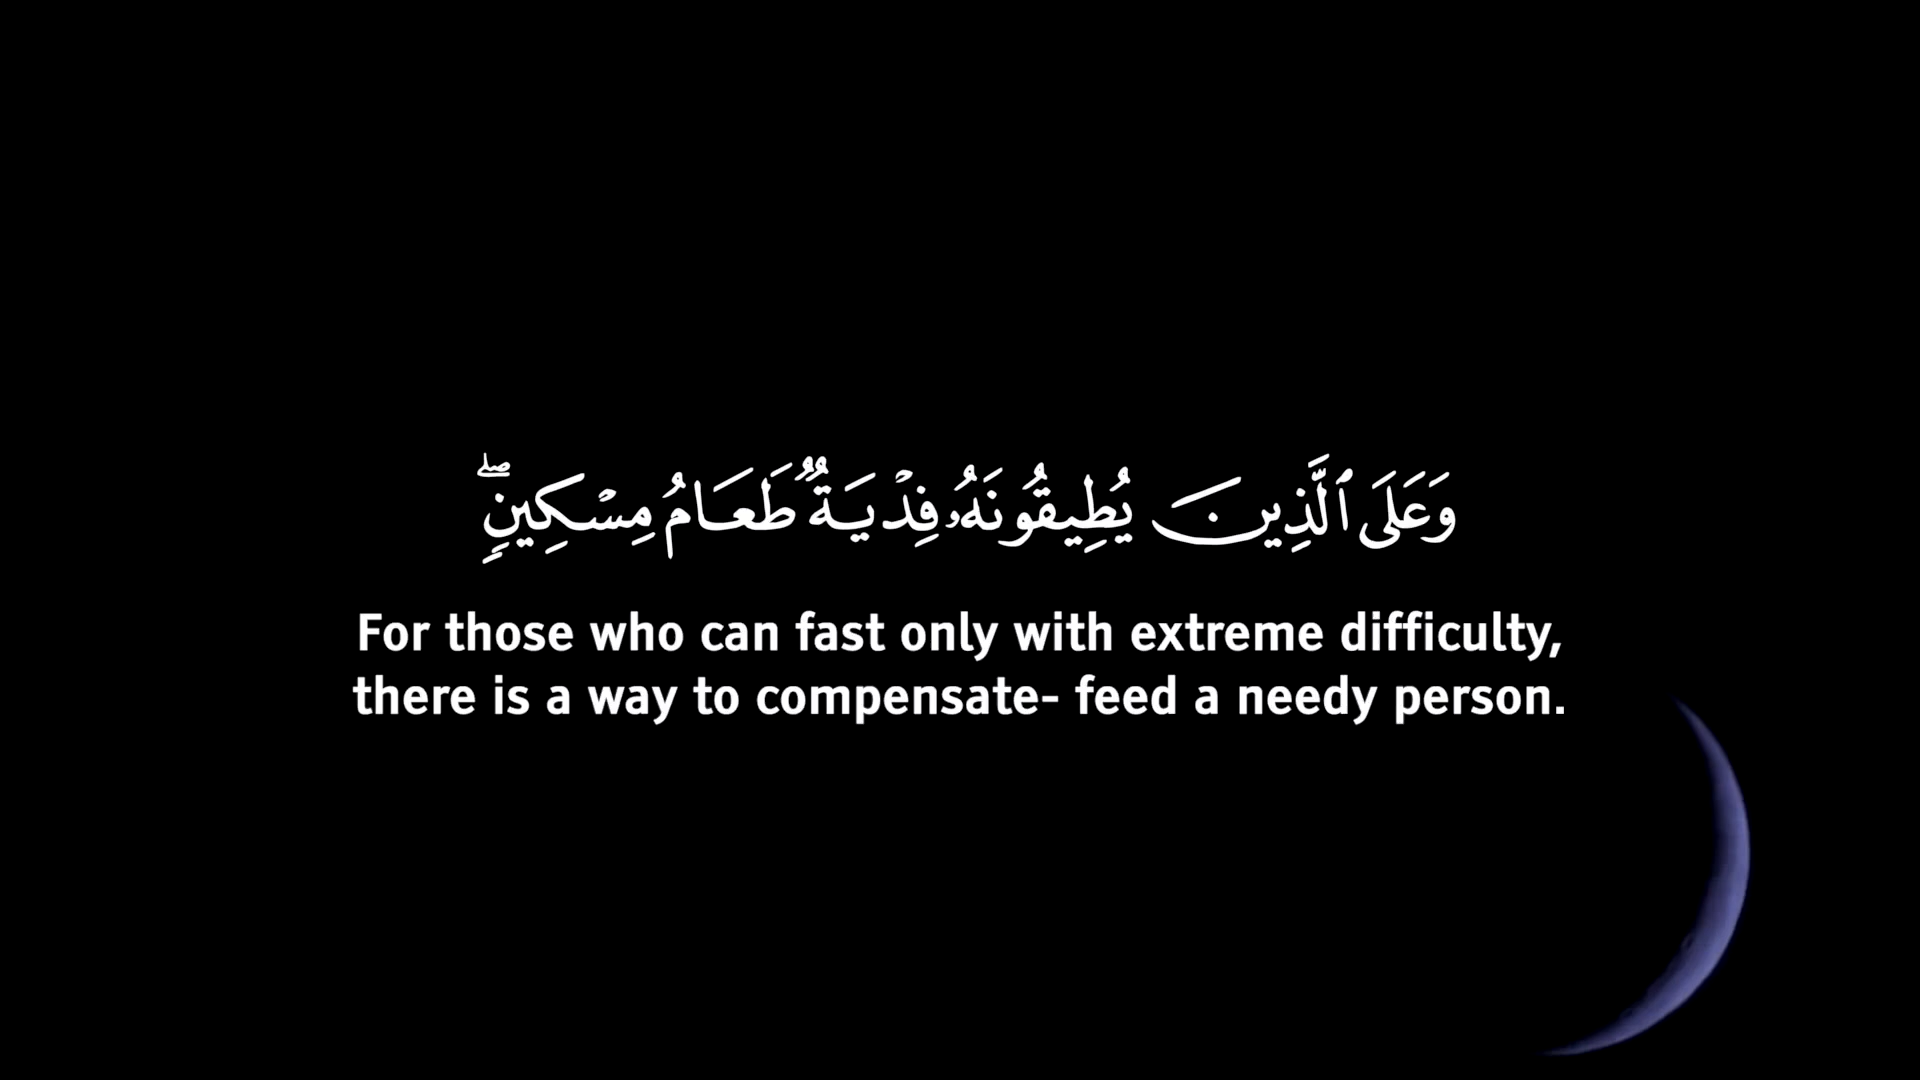 وَعَلَى ٱلَّذِينَ يُطِيقُونَهُۥ فِدْيَةٌۭ طَعَامُ مِسْكِينٍۢ ۖ
For those who can fast only with extreme difficulty,
there is a way to compensate- feed a needy person.